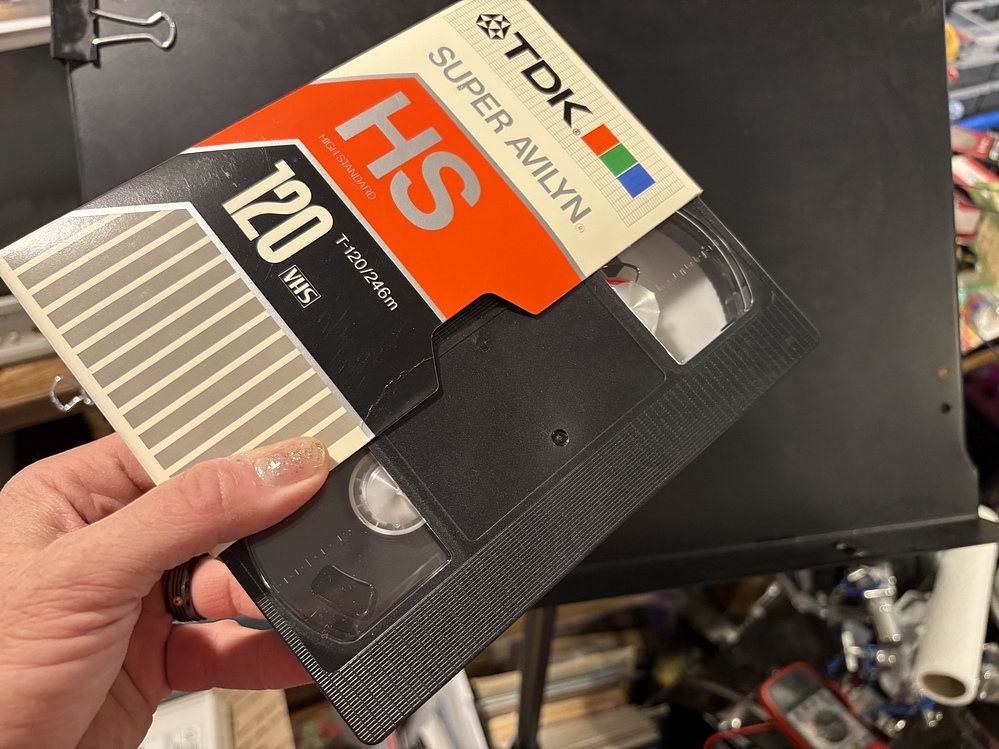 TDK®
SUPER AVILYN®
HS
HIGH STANDARD
120
T-120/246m
VHS